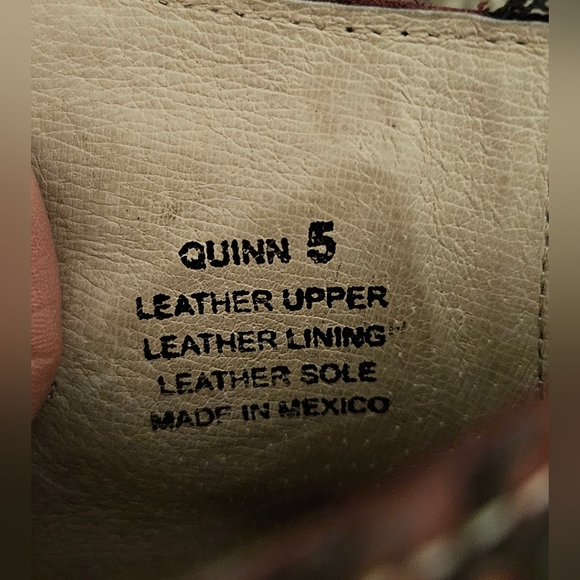 QUINN 5
LEATHER UPPER
LEATHER LINING
LEATHER SOLE
MADE IN MEXICO